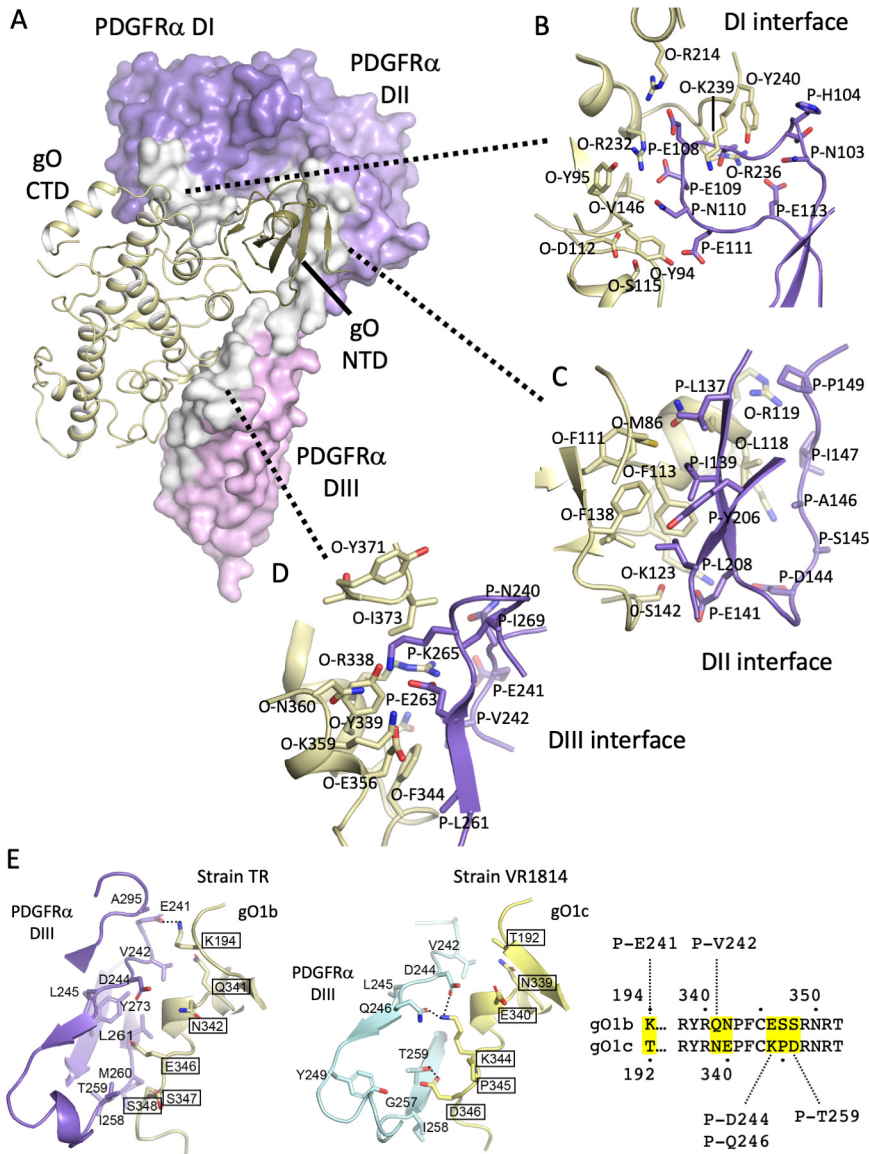 A
PDGFRα DI
PDGFRα
DII
gO
CTD
gO
NTD
PDGFRα
DIII
B
DI interface
O-R214
O-K239
O-Y240
P-H104
O-R232
P-E108
P-N103
O-Y95
O-R236
P-E109
O-V146
P-N110
P-E113
O-D112
P-E111
O-S115
O-Y94
C
P-L137
P-P149
O-R119
O-M86
O-F111
O-L118
P-I139
P-I147
O-F113
P-A146
O-F138
P-Y206
P-S145
P-L208
O-K123
P-D144
0-S142
P-E141
DII interface
D
O-Y371
P-N240
O-I373
P-I269
P-K265
O-R338
P-E241
P-E263
O-N360
O-Y339
P-V242
O-K359
DIII interface
O-E356
O-F344
P-L261
E
Strain TR
PDGFRα
DIII
gO1b
A295
E241
K194
V242
D244
Q341
L245
Y273
N342
L261
E346
M260
T259
S347
S348
I258
Strain VR1814
gO1c
T192
V242
PDGFRα
DIII
D244
N339
L245
Q246
E340
T259
K344
P345
Y249
G257
D346
I258
P-E241 P-V242
194 340 350
gO1b K… RYRQNPFCESSRNRT
gO1c T… RYRNEPFCKPDRNRT
192 340
P-D244 P-T259
P-Q246